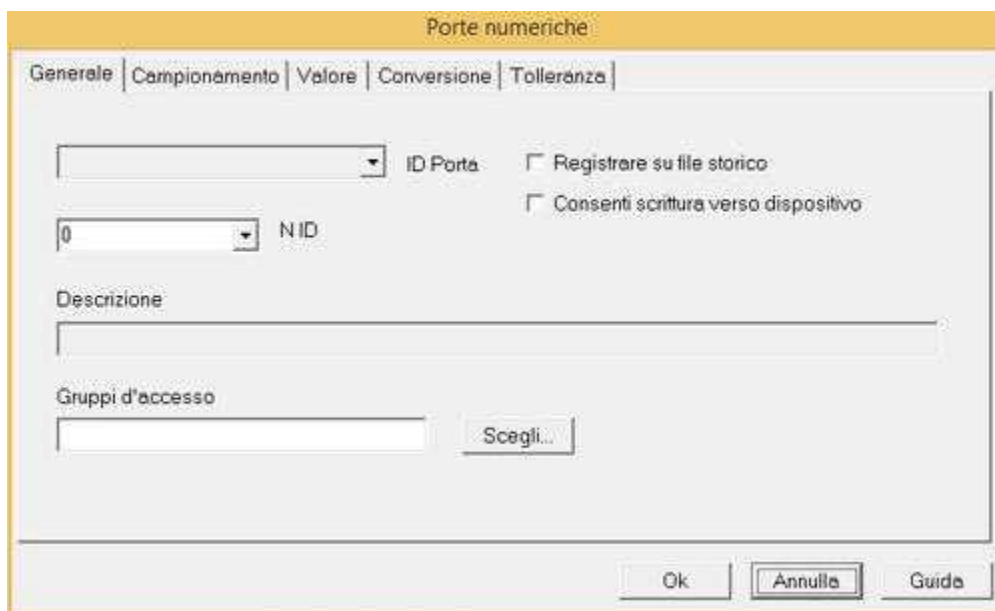 Porte numeriche
Generale Campionamento Valore Conversione Tolleranza
ID Porta
Registrare su file storico
Consenti scrittura verso dispositivo
0
N ID
Descrizione
Gruppi d'accesso
Scegli...
Ok Annulla Guida